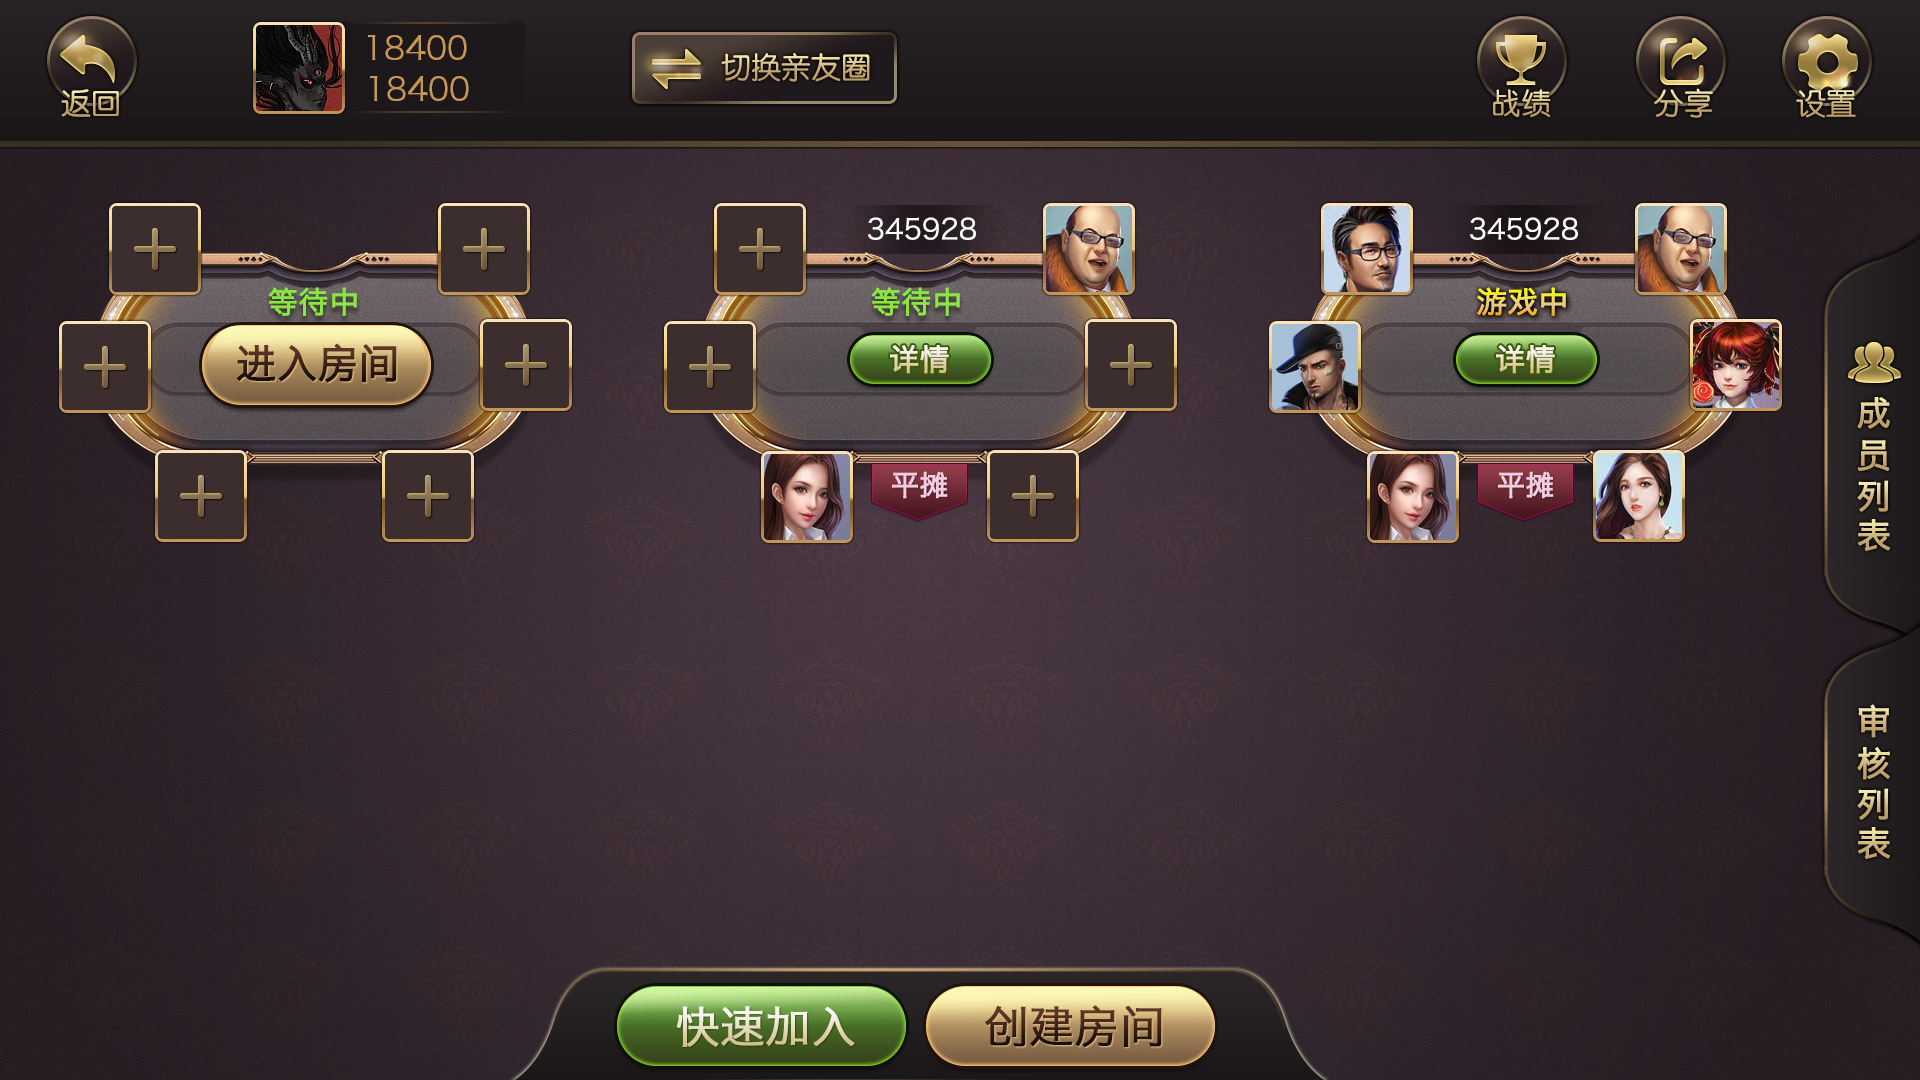 返回
18400
18400
切换亲友圈
战绩
分享
设置
等待中
进入房间
345928
等待中
详情
平摊
345928
游戏中
详情
平摊
成员列表
审核列表
快速加入
创建房间